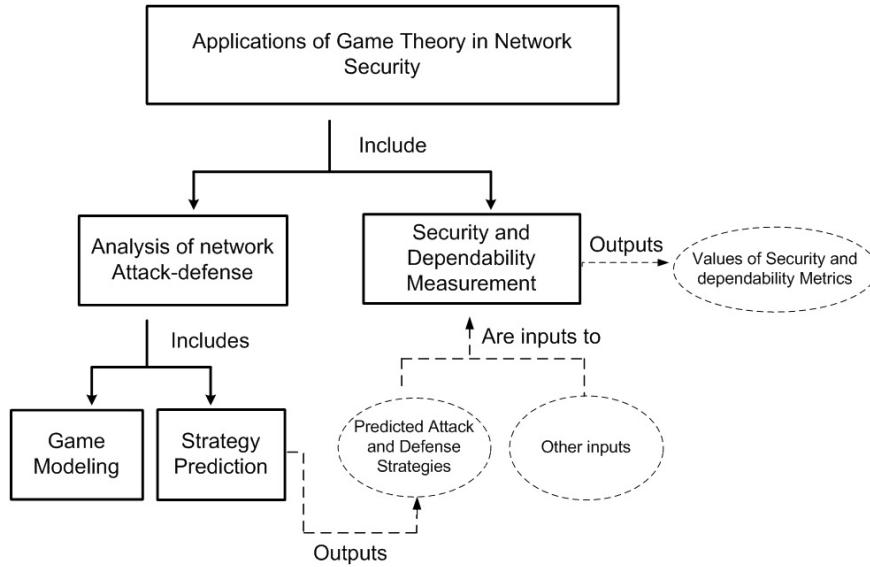 Applications of Game Theory in Network
Security
Include
Analysis of network
Attack-defense
Security and
Dependability
Measurement
Outputs
Values of Security and
dependability Metrics
Includes
Are inputs to
Game
Modeling
Strategy
Prediction
Predicted Attack
and Defense
Strategies
Other inputs
Outputs